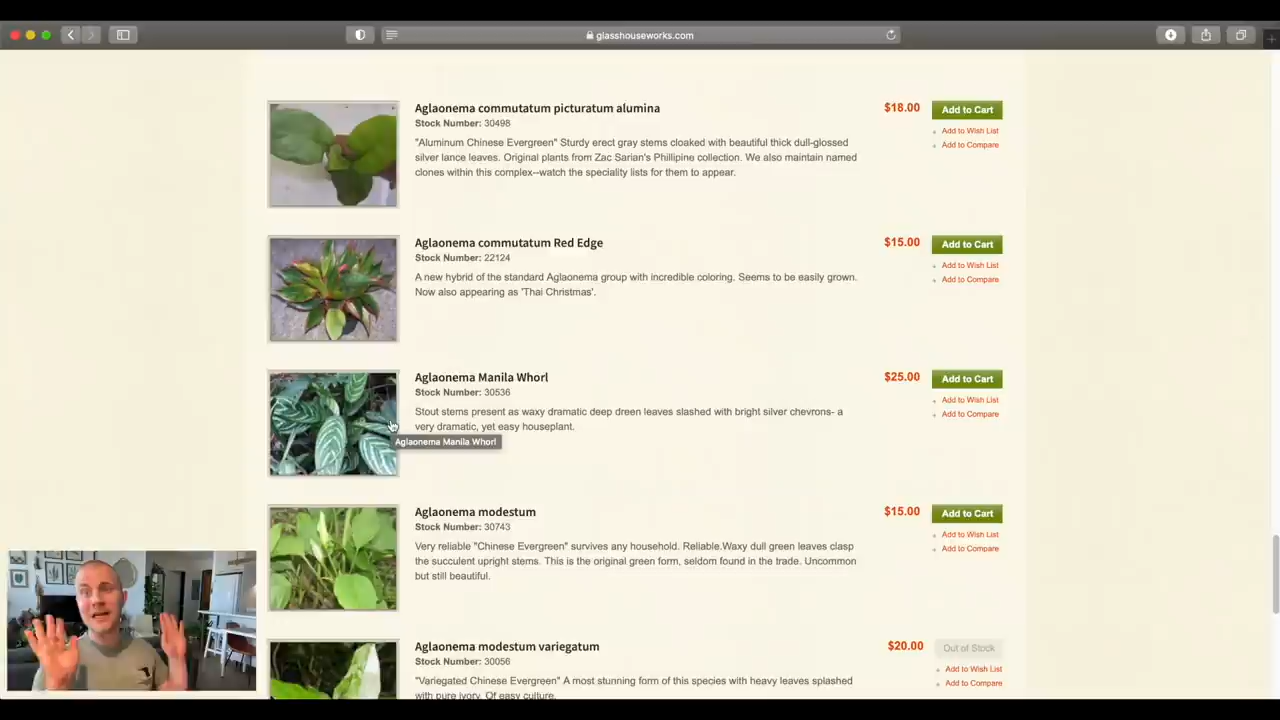 glasshouseworks.com
Aglaonema commutatum picturatum alumina
$18.00
Add to Cart
Stock Number: 30498
Add to Wish List
"Aluminum Chinese Evergreen" Sturdy erect gray stems cloaked with beautiful thick dull-glossed
Add to Compare
silver lance leaves. Original plants from Zac Sarian's Phillipine collection. We also maintain named
clones within this complex--watch the speciality lists for them to appear.
Aglaonema commutatum Red Edge
$15.00
Add to Cart
Stock Number: 22124
Add to Wish List
A new hybrid of the standard Aglaonema group with incredible coloring. Seems to be easily grown.
Add to Compare
Now also appearing as 'Thai Christmas'.
Aglaonema Manila Whorl
$25.00
Add to Cart
Stock Number: 30536
Add to Wish List
Stout stems present as waxy dramatic deep dreen leaves slashed with bright silver chevrons- a
Add to Compare
very dramatic, yet easy houseplant.
Aglaonema Manila Whorl
Aglaonema modestum
$15.00
Add to Cart
Stock Number: 30743
Add to Wish List
Very reliable "Chinese Evergreen" survives any household. Reliable.Waxy dull green leaves clasp
Add to Compare
the succulent upright stems. This is the original green form, seldom found in the trade. Uncommon
but still beautiful.
Aglaonema modestum variegatum
$20.00
Out of Stock
Stock Number: 30056
Add to Wish List
"Variegated Chinese Evergreen" A most stunning form of this species with heavy leaves splashed
Add to Compare
with pure ivory. Of easy culture.